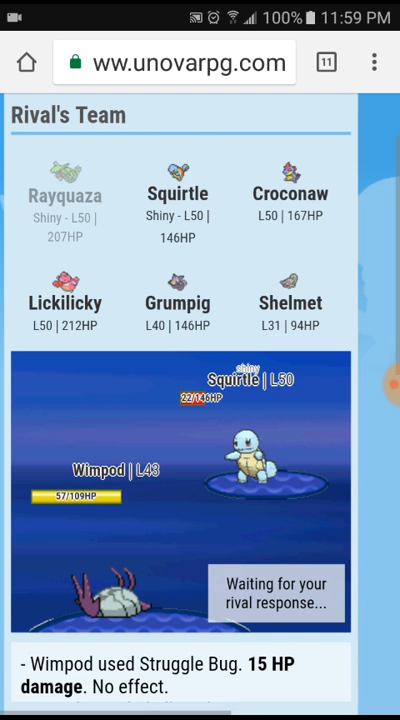 100% 11:59 PM
ww.unovarpg.com 11
Rival's Team
Rayquaza
Shiny - L50 |
207HP
Squirtle
Shiny - L50 |
146HP
Croconaw
L50 | 167HP
Lickilicky
L50 | 212HP
Grumpig
L40 | 146HP
Shelmet
L31 | 94HP
shiny
Squirtle | L50
22/146HP
Wimpod | L43
57/109HP
Waiting for your
rival response...
- Wimpod used Struggle Bug. 15 HP
damage. No effect.